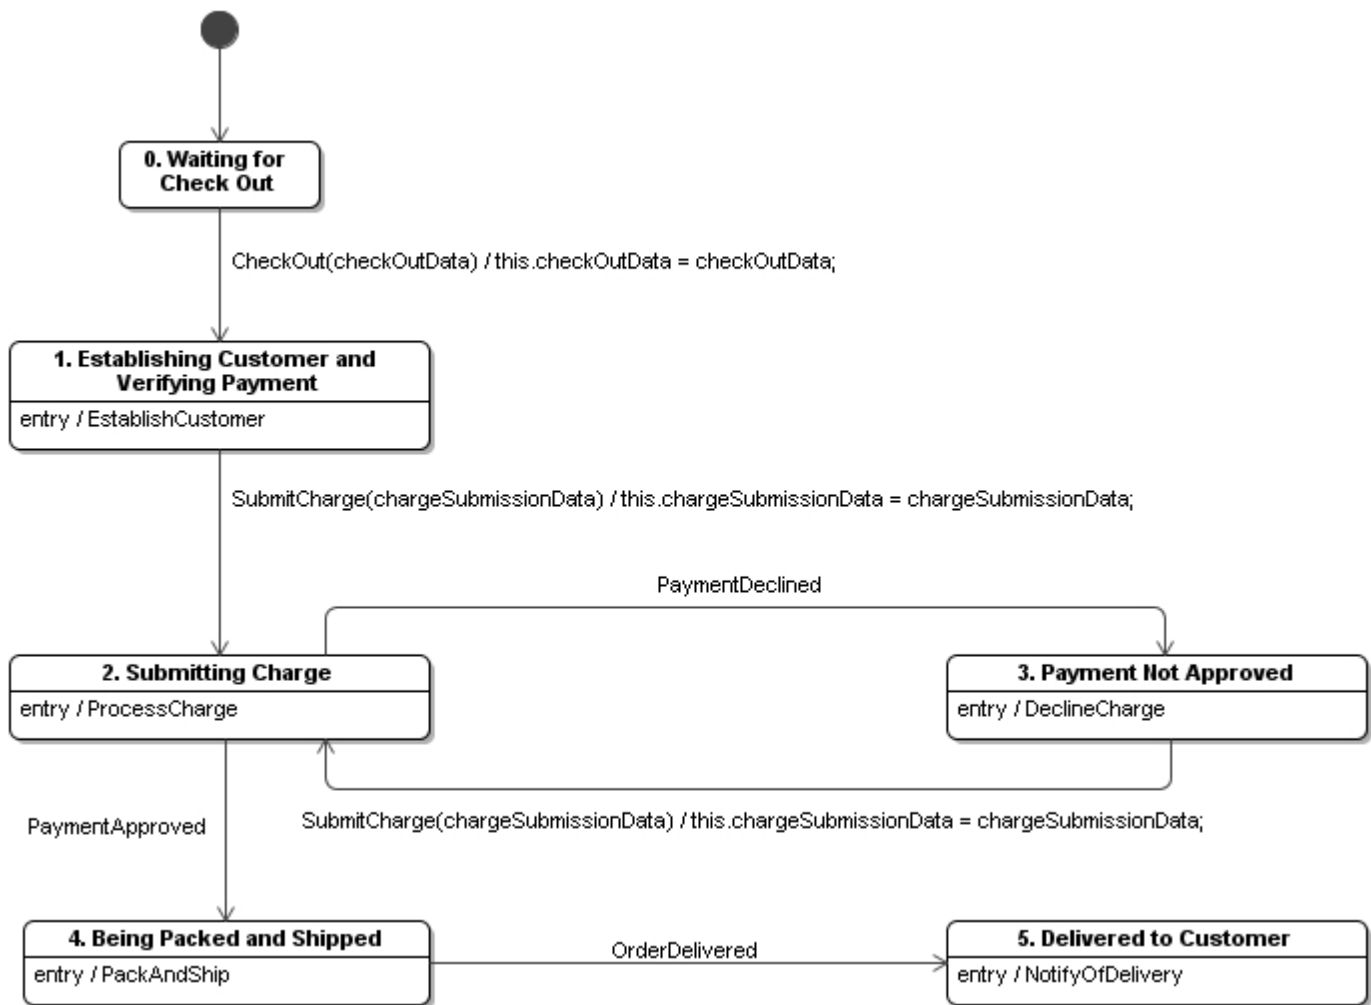 0. Waiting for
Check Out
CheckOut(checkOutData) / this.checkOutData = checkOutData;
1. Establishing Customer and
Verifying Payment
entry / EstablishCustomer
SubmitCharge(chargeSubmissionData) / this.chargeSubmissionData = chargeSubmissionData;
PaymentDeclined
2. Submitting Charge
entry / ProcessCharge
3. Payment Not Approved
entry / DeclineCharge
PaymentApproved
SubmitCharge(chargeSubmissionData) / this.chargeSubmissionData = chargeSubmissionData;
4. Being Packed and Shipped
entry / PackAndShip
OrderDelivered
5. Delivered to Customer
entry / NotifyOfDelivery